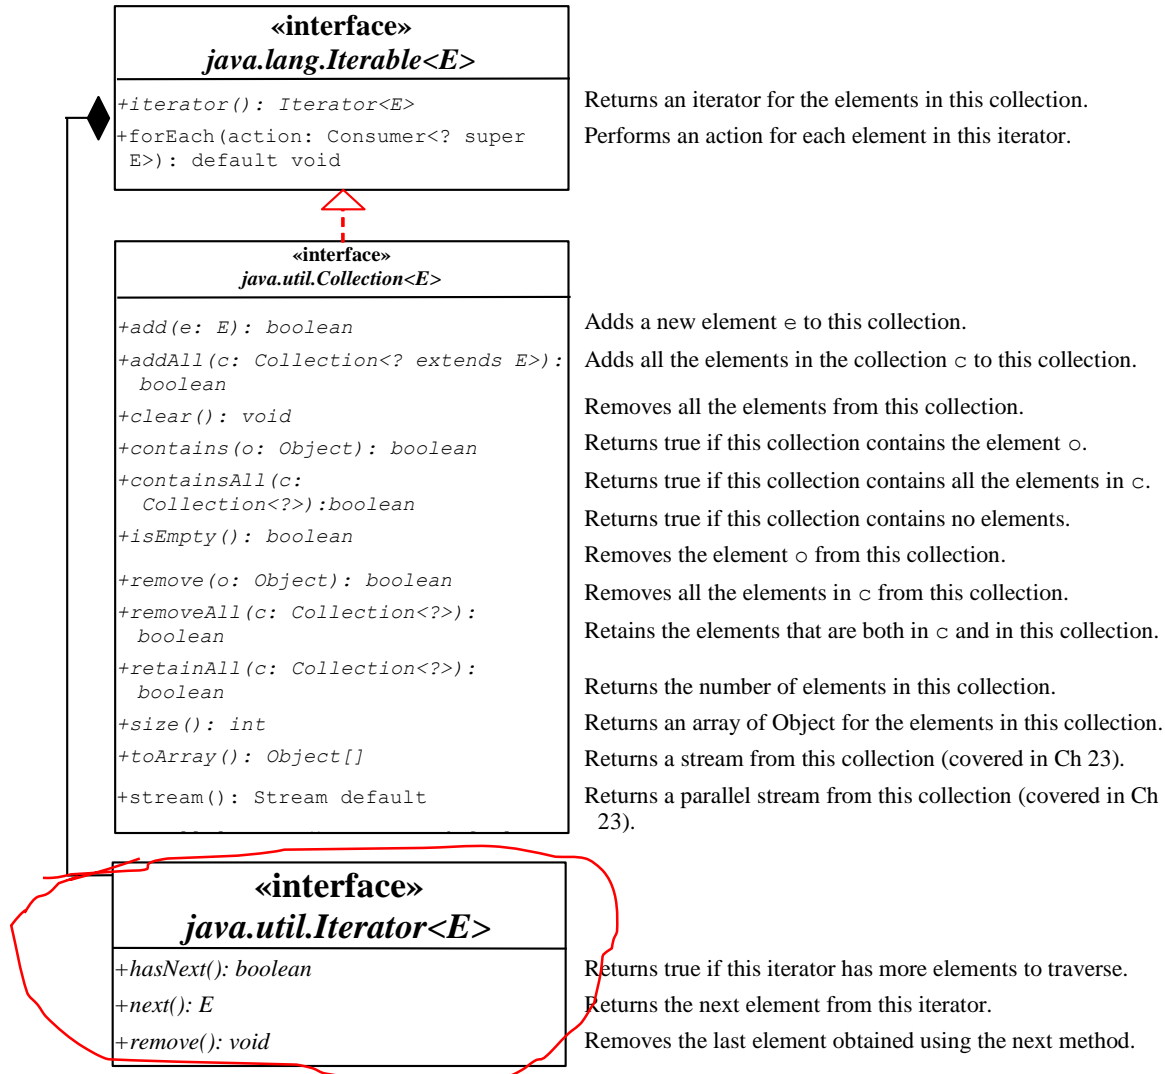 «interface»
java.lang.Iterable<E>
+iterator(): Iterator<E>
Returns an iterator for the elements in this collection.
+forEach(action: Consumer<? super
E>): default void
Performs an action for each element in this iterator.
«interface»
java.util.Collection<E>
+add(e: E): boolean
Adds a new element e to this collection.
+addAll(c: Collection<? extends E>):
boolean
Adds all the elements in the collection c to this collection.
+clear(): void
Removes all the elements from this collection.
+contains(o: Object): boolean
Returns true if this collection contains the element o.
+containsAll(c:
Collection<?>):boolean
Returns true if this collection contains all the elements in c.
+isEmpty(): boolean
Returns true if this collection contains no elements.
+remove(o: Object): boolean
Removes the element o from this collection.
+removeAll(c: Collection<?>):
boolean
Removes all the elements in c from this collection.
+retainAll(c: Collection<?>):
boolean
Retains the elements that are both in c and in this collection.
+size(): int
Returns the number of elements in this collection.
+toArray(): Object[]
Returns an array of Object for the elements in this collection.
+stream(): Stream default
Returns a stream from this collection (covered in Ch 23).
Returns a parallel stream from this collection (covered in Ch
23).
«interface»
java.util.Iterator<E>
+hasNext(): boolean
Returns true if this iterator has more elements to traverse.
+next(): E
Returns the next element from this iterator.
+remove(): void
Removes the last element obtained using the next method.